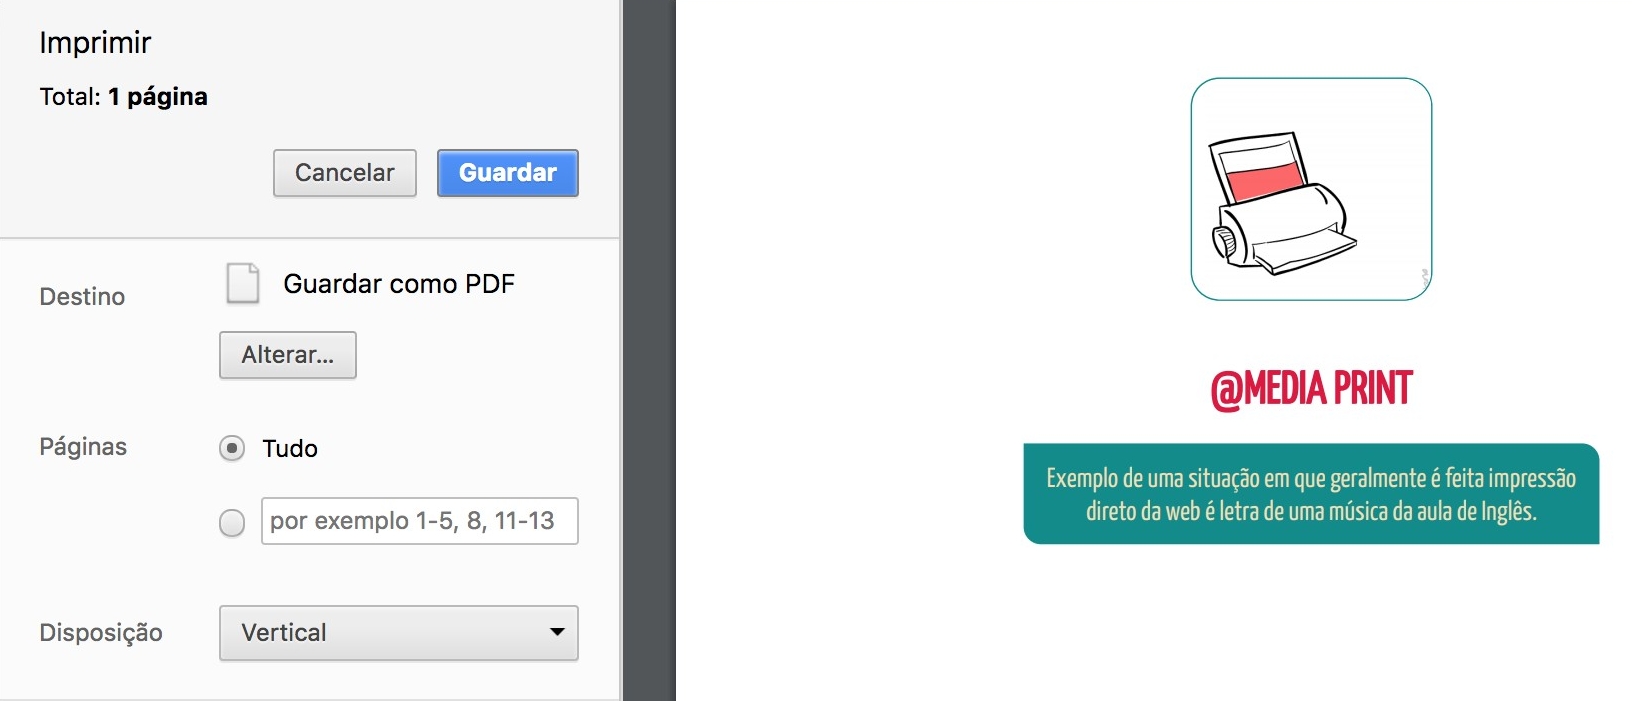 Imprimir
Total: 1 página
Cancelar
Guardar
Destino
Guardar como PDF
Alterar...
Páginas
Tudo
por exemplo 1-5, 8, 11-13
Disposição
Vertical
@MEDIA PRINT
Exemplo de uma situação em que geralmente é feita impressão
direto da web é letra de uma música da aula de Inglês.